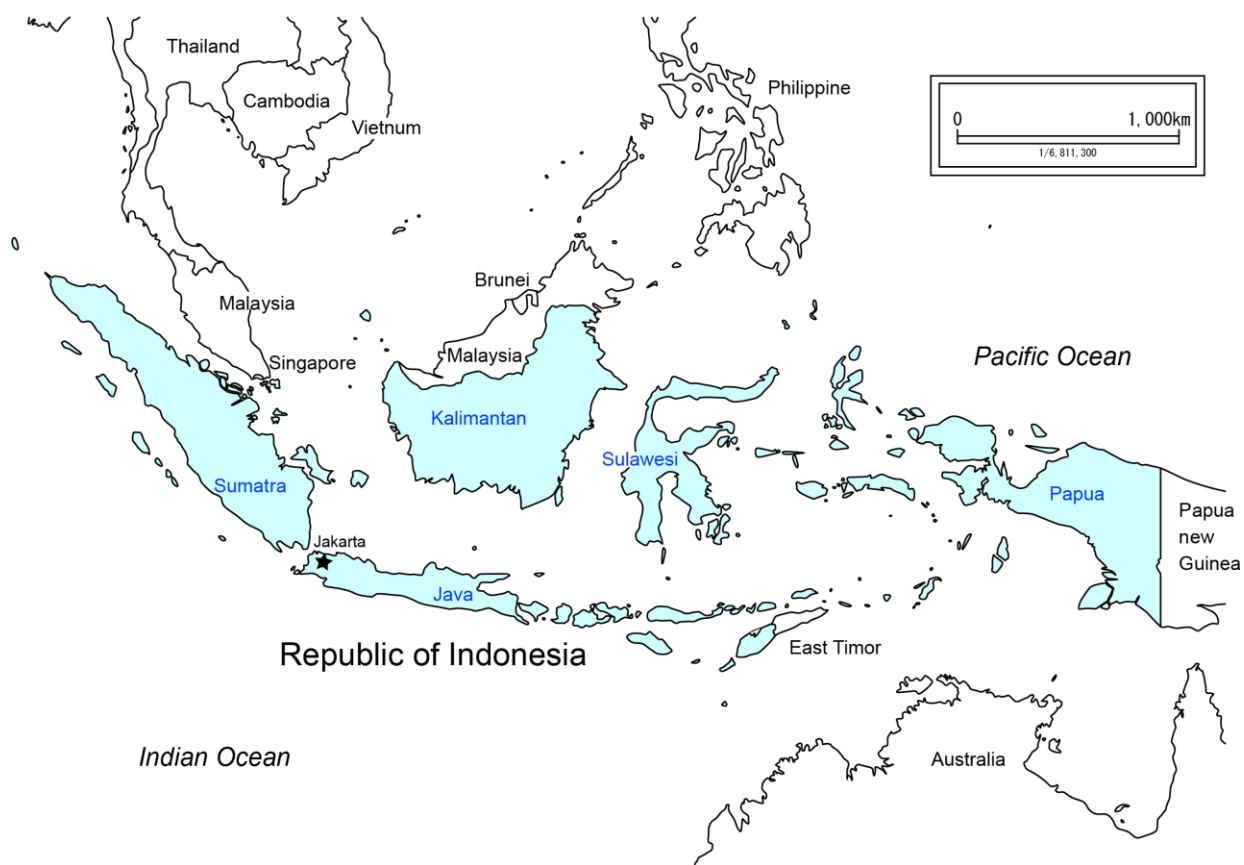 Thailand
Cambodia
Vietnum
Philippine
0 1,000km
1/6,811,300
Brunei
Malaysia
Singapore
Malaysia
Pacific Ocean
Kalimantan
Sulawesi
Sumatra
Papua
Papua
new
Guinea
Jakarta
Java
Republic of Indonesia
East Timor
Indian Ocean
Australia